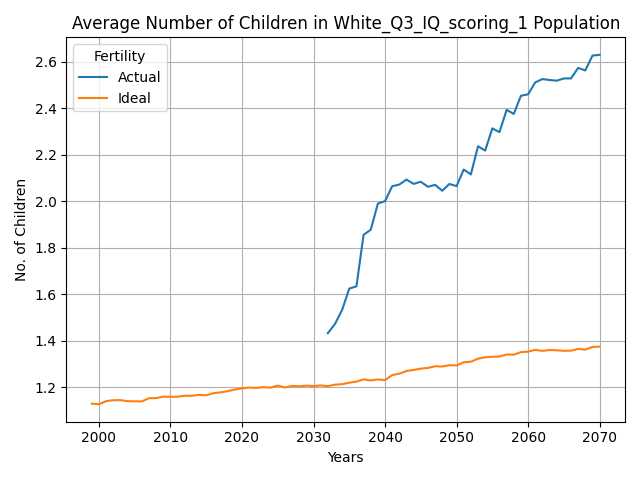 Average Number of Children in White_Q3_IQ_scoring_1 Population
Fertility
Actual
Ideal
No. of Children
2.6
2.4
2.2
2.0
1.8
1.6
1.4
1.2
2000 2010 2020 2030 2040 2050 2060 2070
Years